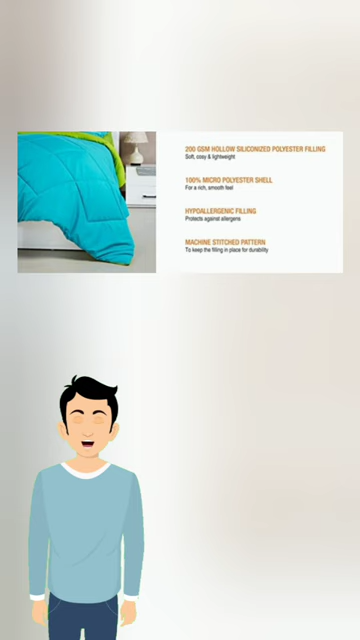 200 GSM HOLLOW SILICONIZED POLYESTER FILLING
Soft, cosy & lightweight
100% MICRO POLYESTER SHELL
For a rich, smooth feel
HYPOALLERGENIC FILLING
Protects against allergens
MACHINE STITCHED PATTERN
To keep the filling in place for durability